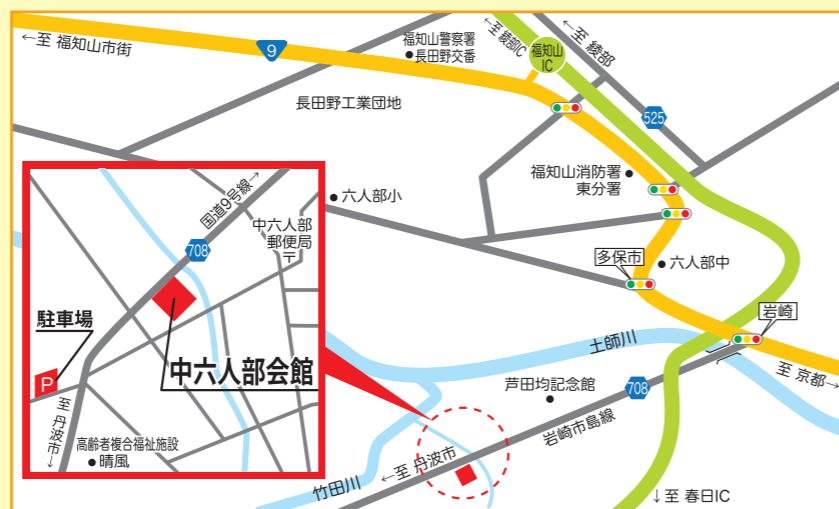 ←至 福知山市街
9
福知山警察署
長田野交番
←至 綾部IC
福知山
IC
←至 綾部
長田野工業団地
525
福知山消防署
東分署
六人部小
多保市
六人部中
岩崎
至 京都→
土師川
芦田均記念館
708
岩崎市島線
←至 丹波市
竹田川
↓至 春日IC
国道9号線→
中六人部
郵便局
〒
708
駐車場
P
中六人部会館
至 丹波市→
高齢者複合福祉施設
晴風